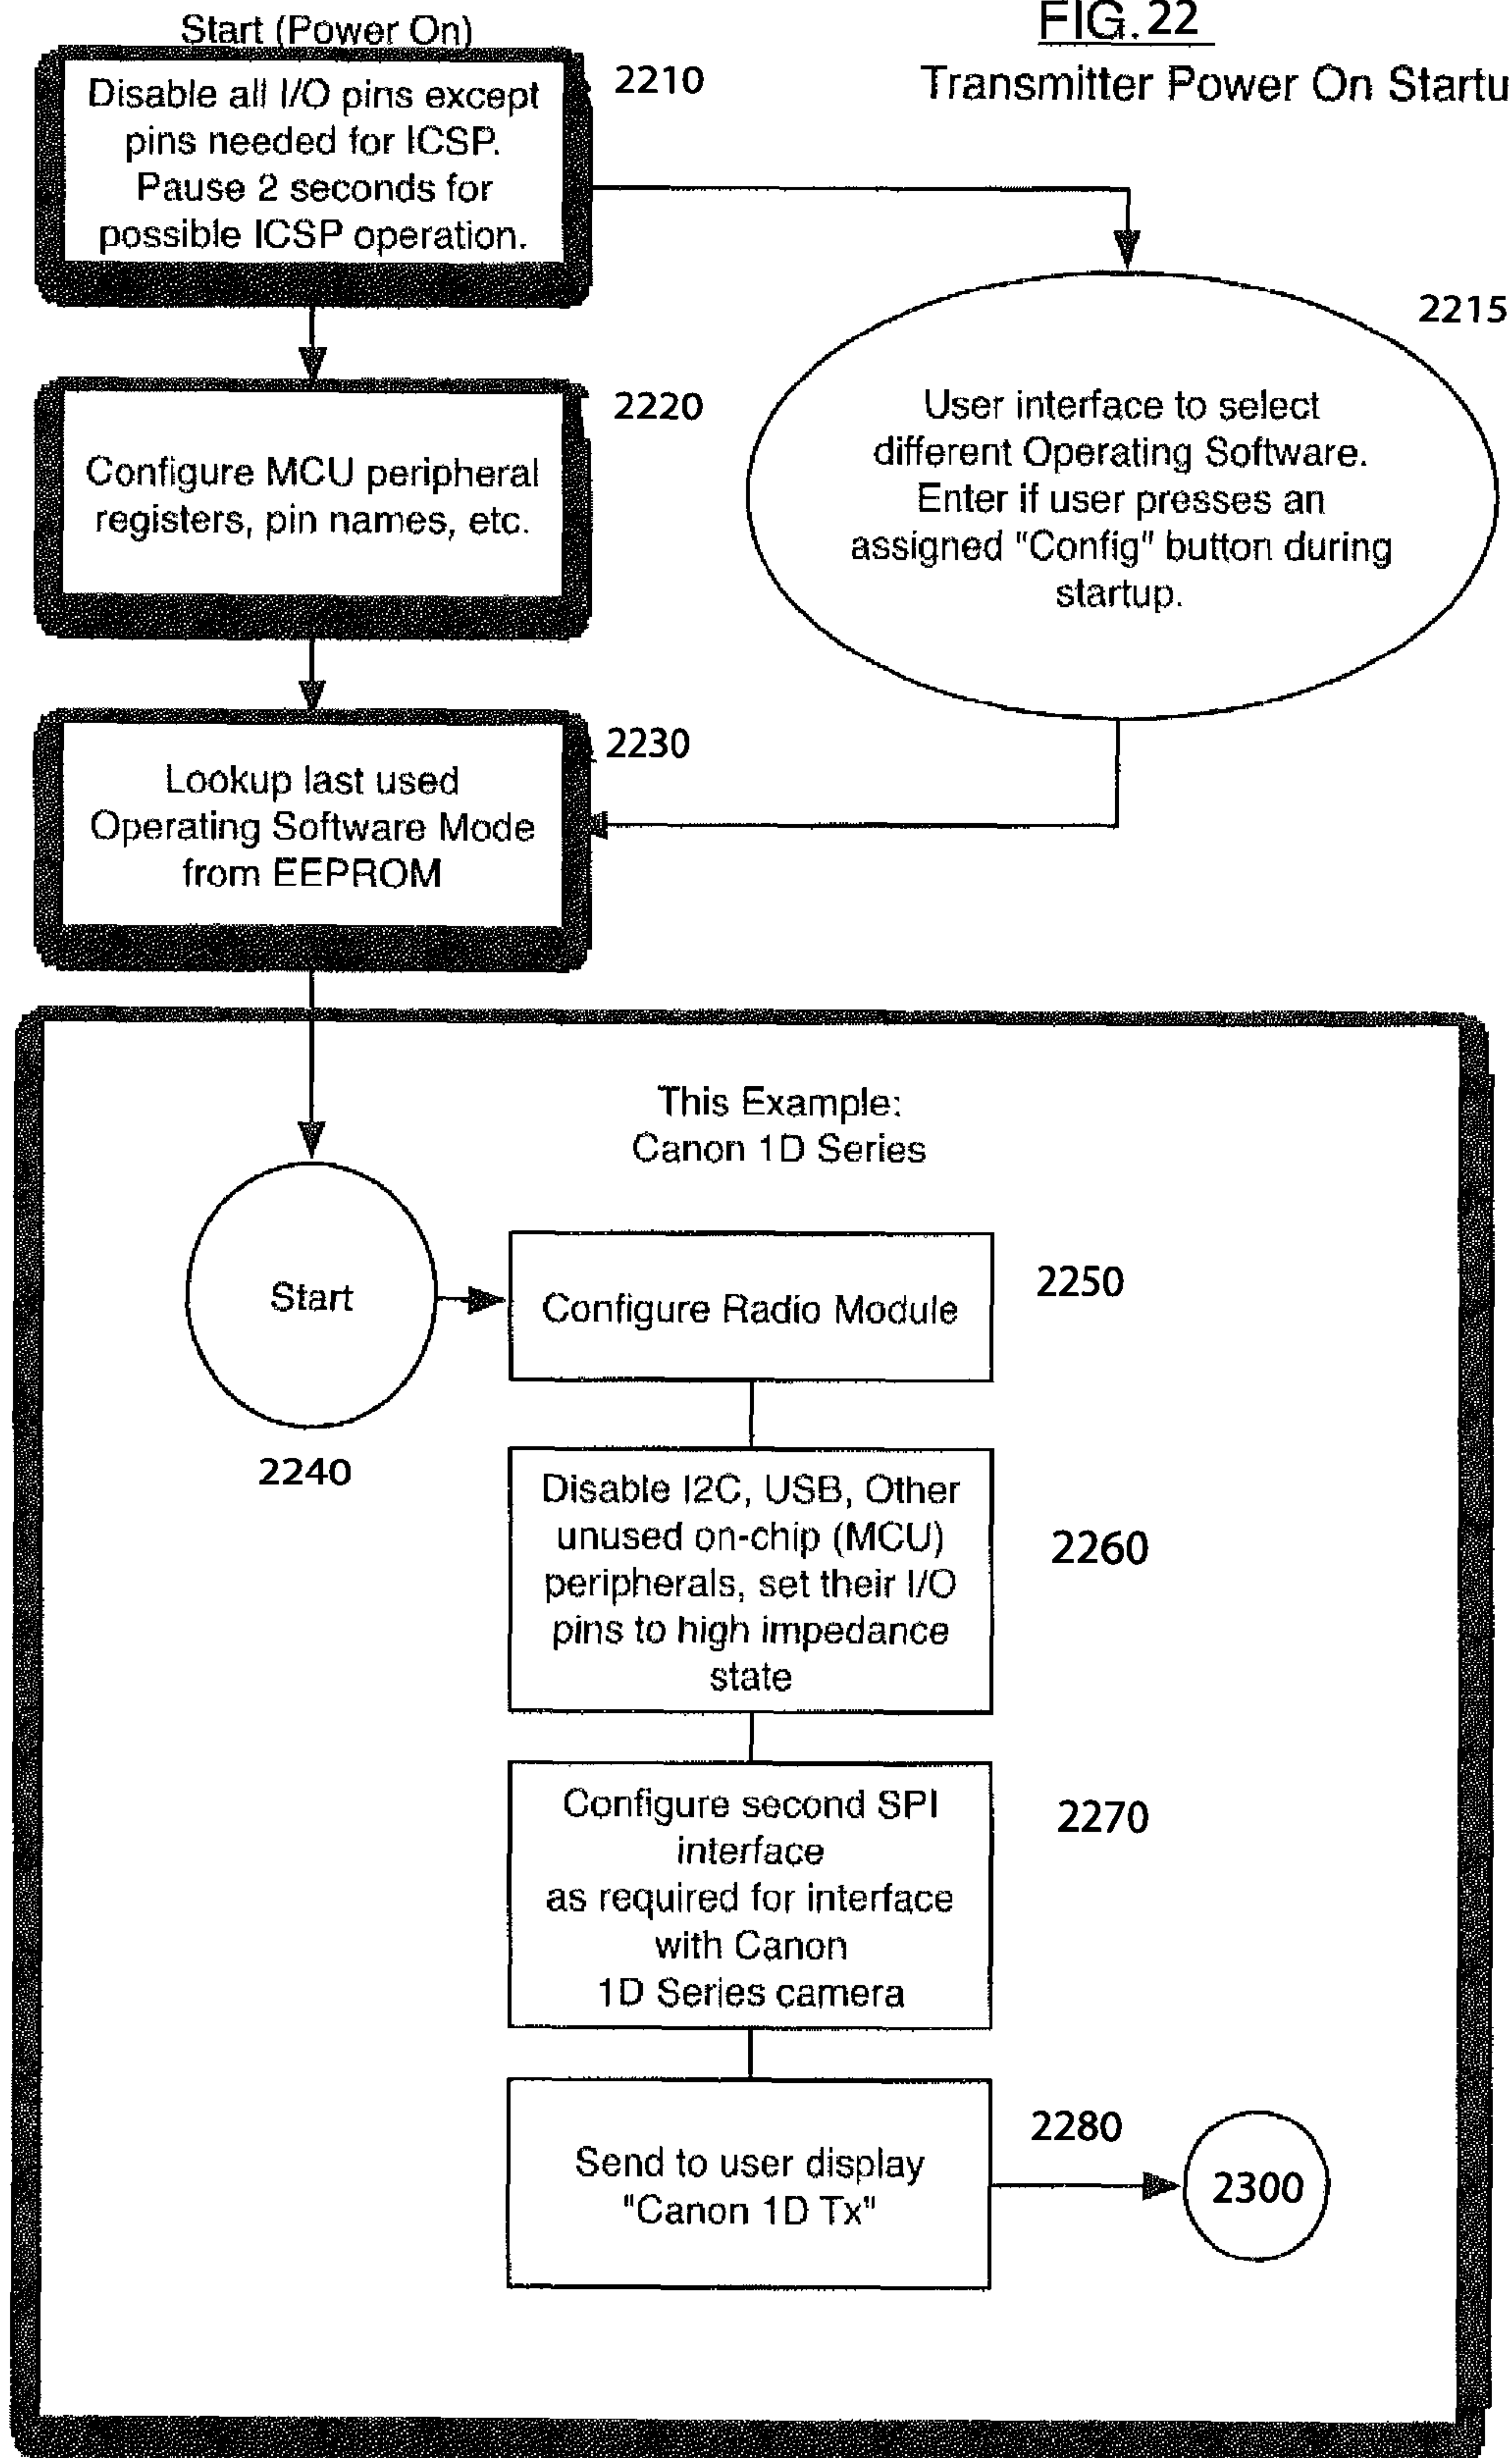 FIG. 22
Transmitter Power On Startu
Start (Power On)
Disable all I/O pins except
pins needed for ICSP.
Pause 2 seconds for
possible ICSP operation.
2210
2215
User interface to select
different Operating Software.
Enter if user presses an
assigned "Config" button during
startup.
2220
Configure MCU peripheral
registers, pin names, etc.
2230
Lookup last used
Operating Software Mode
from EEPROM
This Example:
Canon 1D Series
Start
2240
Configure Radio Module
2250
Disable I2C, USB, Other
unused on-chip (MCU)
peripherals, set their I/O
pins to high impedance
state
2260
Configure second SPI
interface
as required for interface
with Canon
1D Series camera
2270
Send to user display
"Canon 1D Tx"
2280
2300